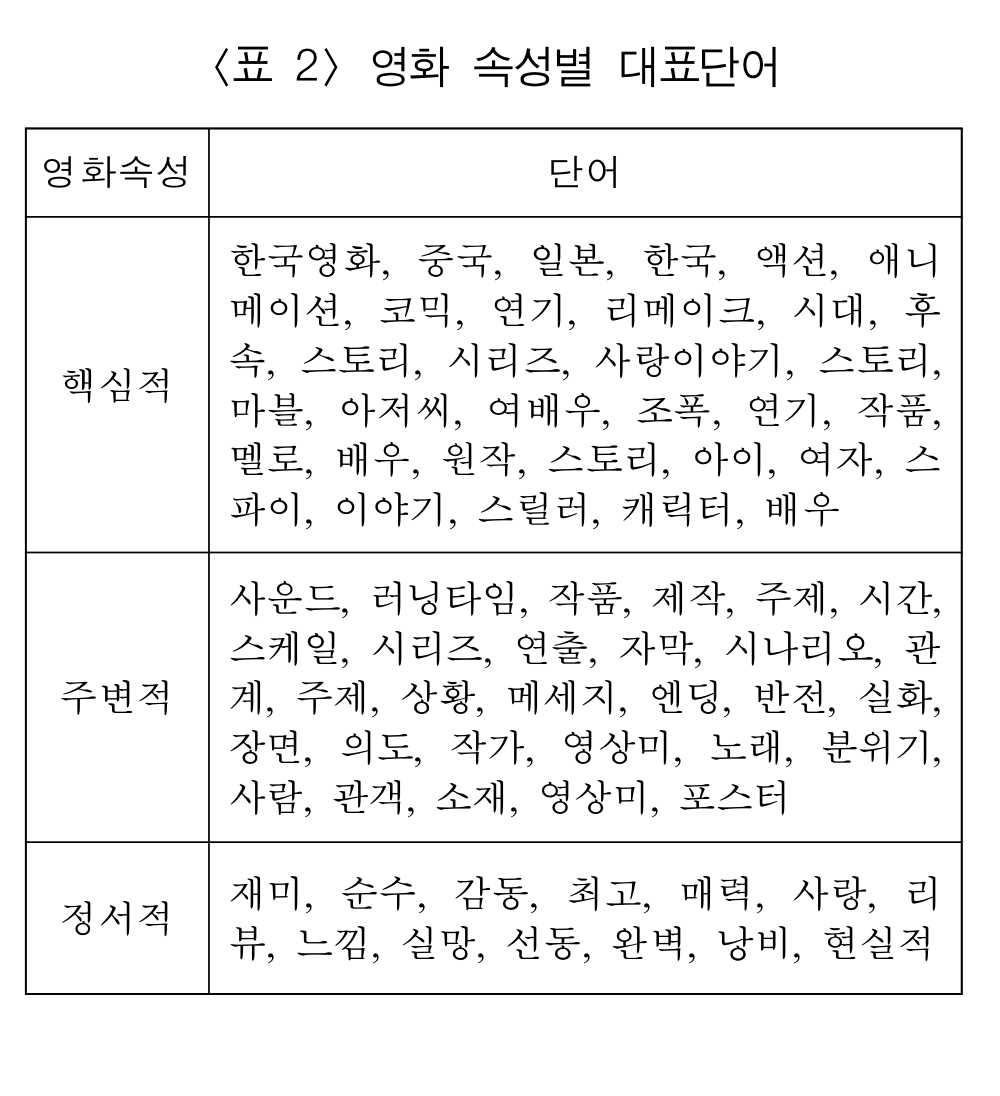 〈표 2〉 영화 속성별 대표단어
영화속성
단어
핵심적
한국영화, 중국, 일본, 한국, 액션, 애니
메이션, 코믹, 연기, 리메이크, 시대, 후
속, 스토리, 시리즈, 사랑이야기, 스토리,
마블, 아저씨, 여배우, 조폭, 연기, 작품,
멜로, 배우, 원작, 스토리, 아이, 여자, 스
파이, 이야기, 스릴러, 캐릭터, 배우
주변적
사운드, 러닝타임, 작품, 제작, 주제, 시간,
스케일, 시리즈, 연출, 자막, 시나리오, 관
계, 주제, 상황, 메세지, 엔딩, 반전, 실화,
장면, 의도, 작가, 영상미, 노래, 분위기,
사람, 관객, 소재, 영상미, 포스터
정서적
재미, 순수, 감동, 최고, 매력, 사랑, 리
뷰, 느낌, 실망, 선동, 완벽, 낭비, 현실적